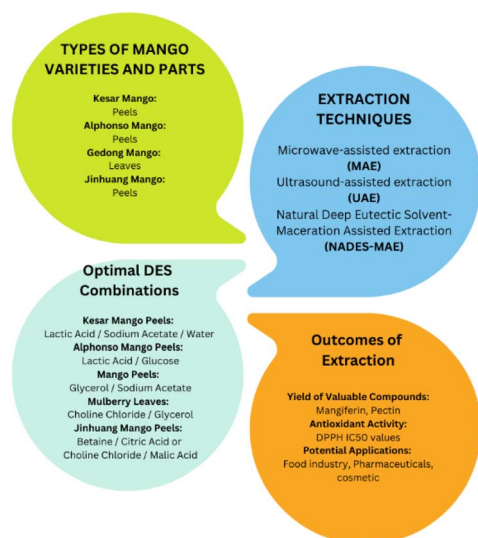 TYPES OF MANGO
VARIETIES AND PARTS
Kesar Mango:
Peels
Alphonso Mango:
Peels
Gedong Mango:
Leaves
Jinhuang Mango:
Peels
EXTRACTION
TECHNIQUES
Microwave-assisted extraction
(MAE)
Ultrasound-assisted extraction
(UAE)
Natural Deep Eutectic Solvent-
Maceration Assisted Extraction
(NADES-MAE)
Optimal DES
Combinations
Kesar Mango Peels:
Lactic Acid / Sodium Acetate / Water
Alphonso Mango Peels:
Lactic Acid / Glucose
Mango Peels:
Glycerol / Sodium Acetate
Mulberry Leaves:
Choline Chloride / Glycerol
Jinhuang Mango Peels:
Betaine / Citric Acid or
Choline Chloride / Malic Acid
Outcomes of
Extraction
Yield of Valuable Compounds:
Mangiferin, Pectin
Antioxidant Activity:
DPPH IC50 values
Potential Applications:
Food industry, Pharmaceuticals,
cosmetic